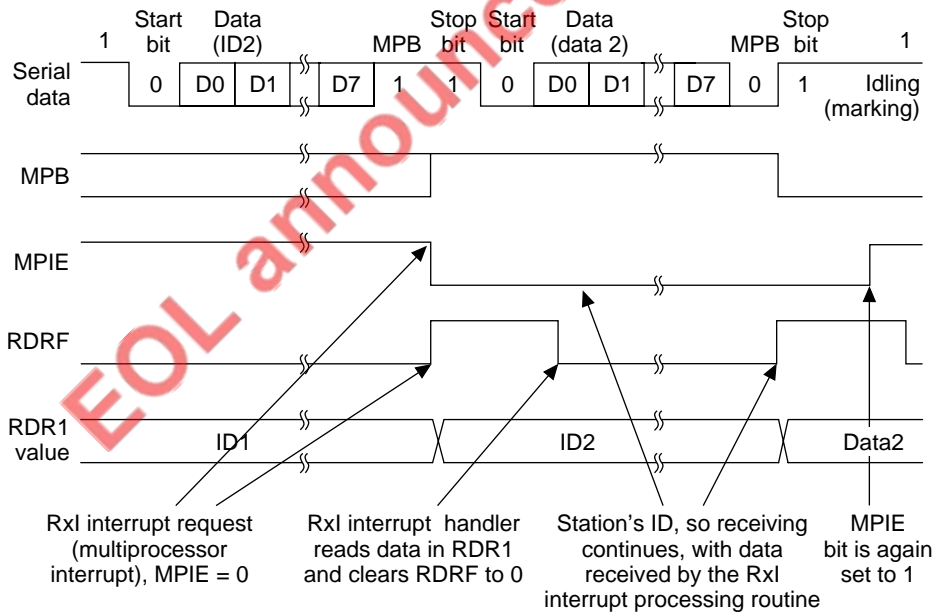 Start Data Stop Start Data Stop
1 bit (ID2) MPB bit bit (data 2) MPB bit 1
Serial data 0 D0 D1 D7 1 1 0 D0 D1 D7 0 1 Idling (marking)
MPB
MPIE
RDRF
RDR1 value ID1 ID2 Data2
RxI interrupt request
(multiprocessor
interrupt), MPIE = 0
RxI interrupt handler
reads data in RDR1
and clears RDRF to 0
Station's ID, so receiving
continues, with data
received by the RxI
interrupt processing routine
MPIE
bit is again
set to 1
EOL announc